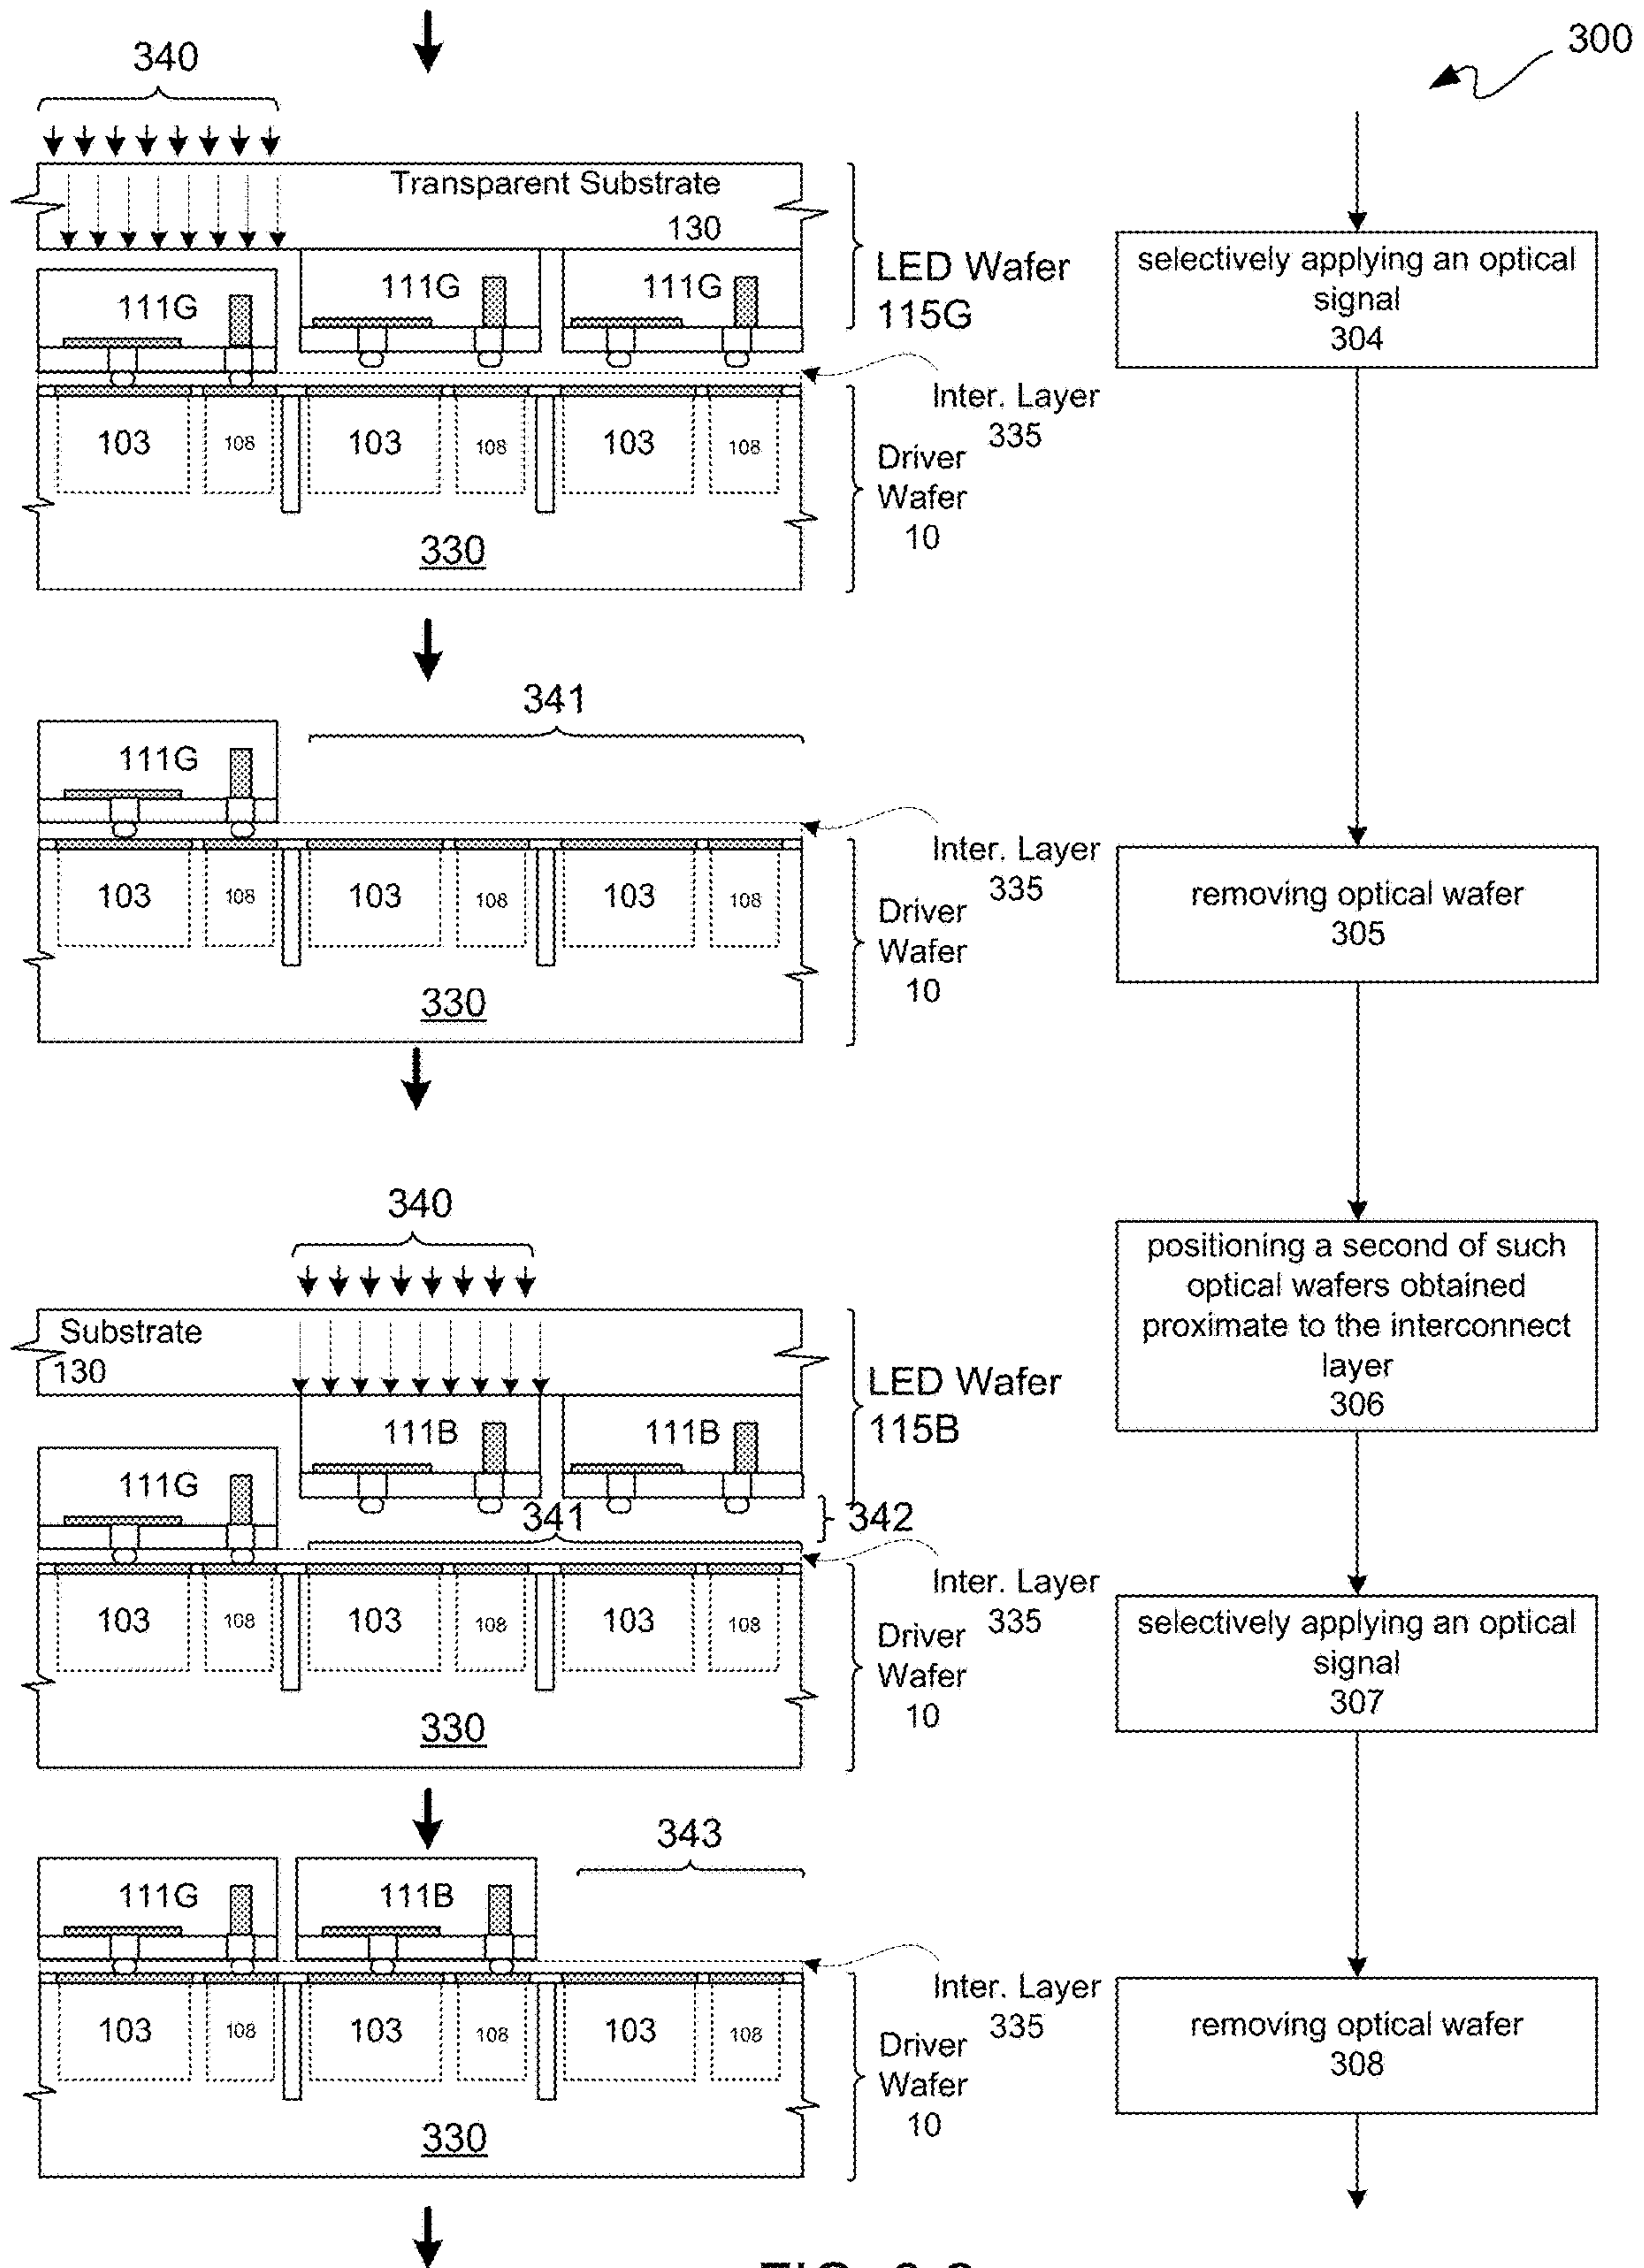 300
340
Transparent Substrate
130
111G
111G
111G
LED Wafer
115G
Inter. Layer
335
103
108
103
108
103
108
Driver
Wafer
10
330
selectively applying an optical
signal
304
341
111G
Inter. Layer
335
103
108
103
108
103
108
Driver
Wafer
10
330
removing optical wafer
305
340
Substrate
130
111B
111B
LED Wafer
115B
111G
341
342
Inter. Layer
335
103
108
103
108
103
108
Driver
Wafer
10
330
positioning a second of such
optical wafers obtained
proximate to the interconnect
layer
306
selectively applying an optical
signal
307
343
111G
111B
Inter. Layer
335
103
108
103
108
103
108
Driver
Wafer
10
330
removing optical wafer
308